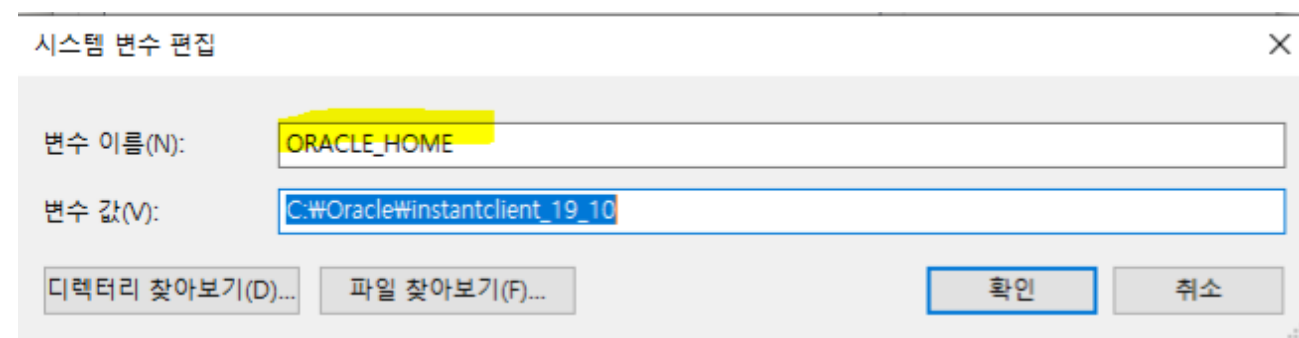 시스템 변수 편집
변수 이름(N):
ORACLE_HOME
변수 값(V):
C:₩Oracle₩instantclient_19_10
디렉터리 찾아보기(D)...
파일 찾아보기(F)...
확인
취소